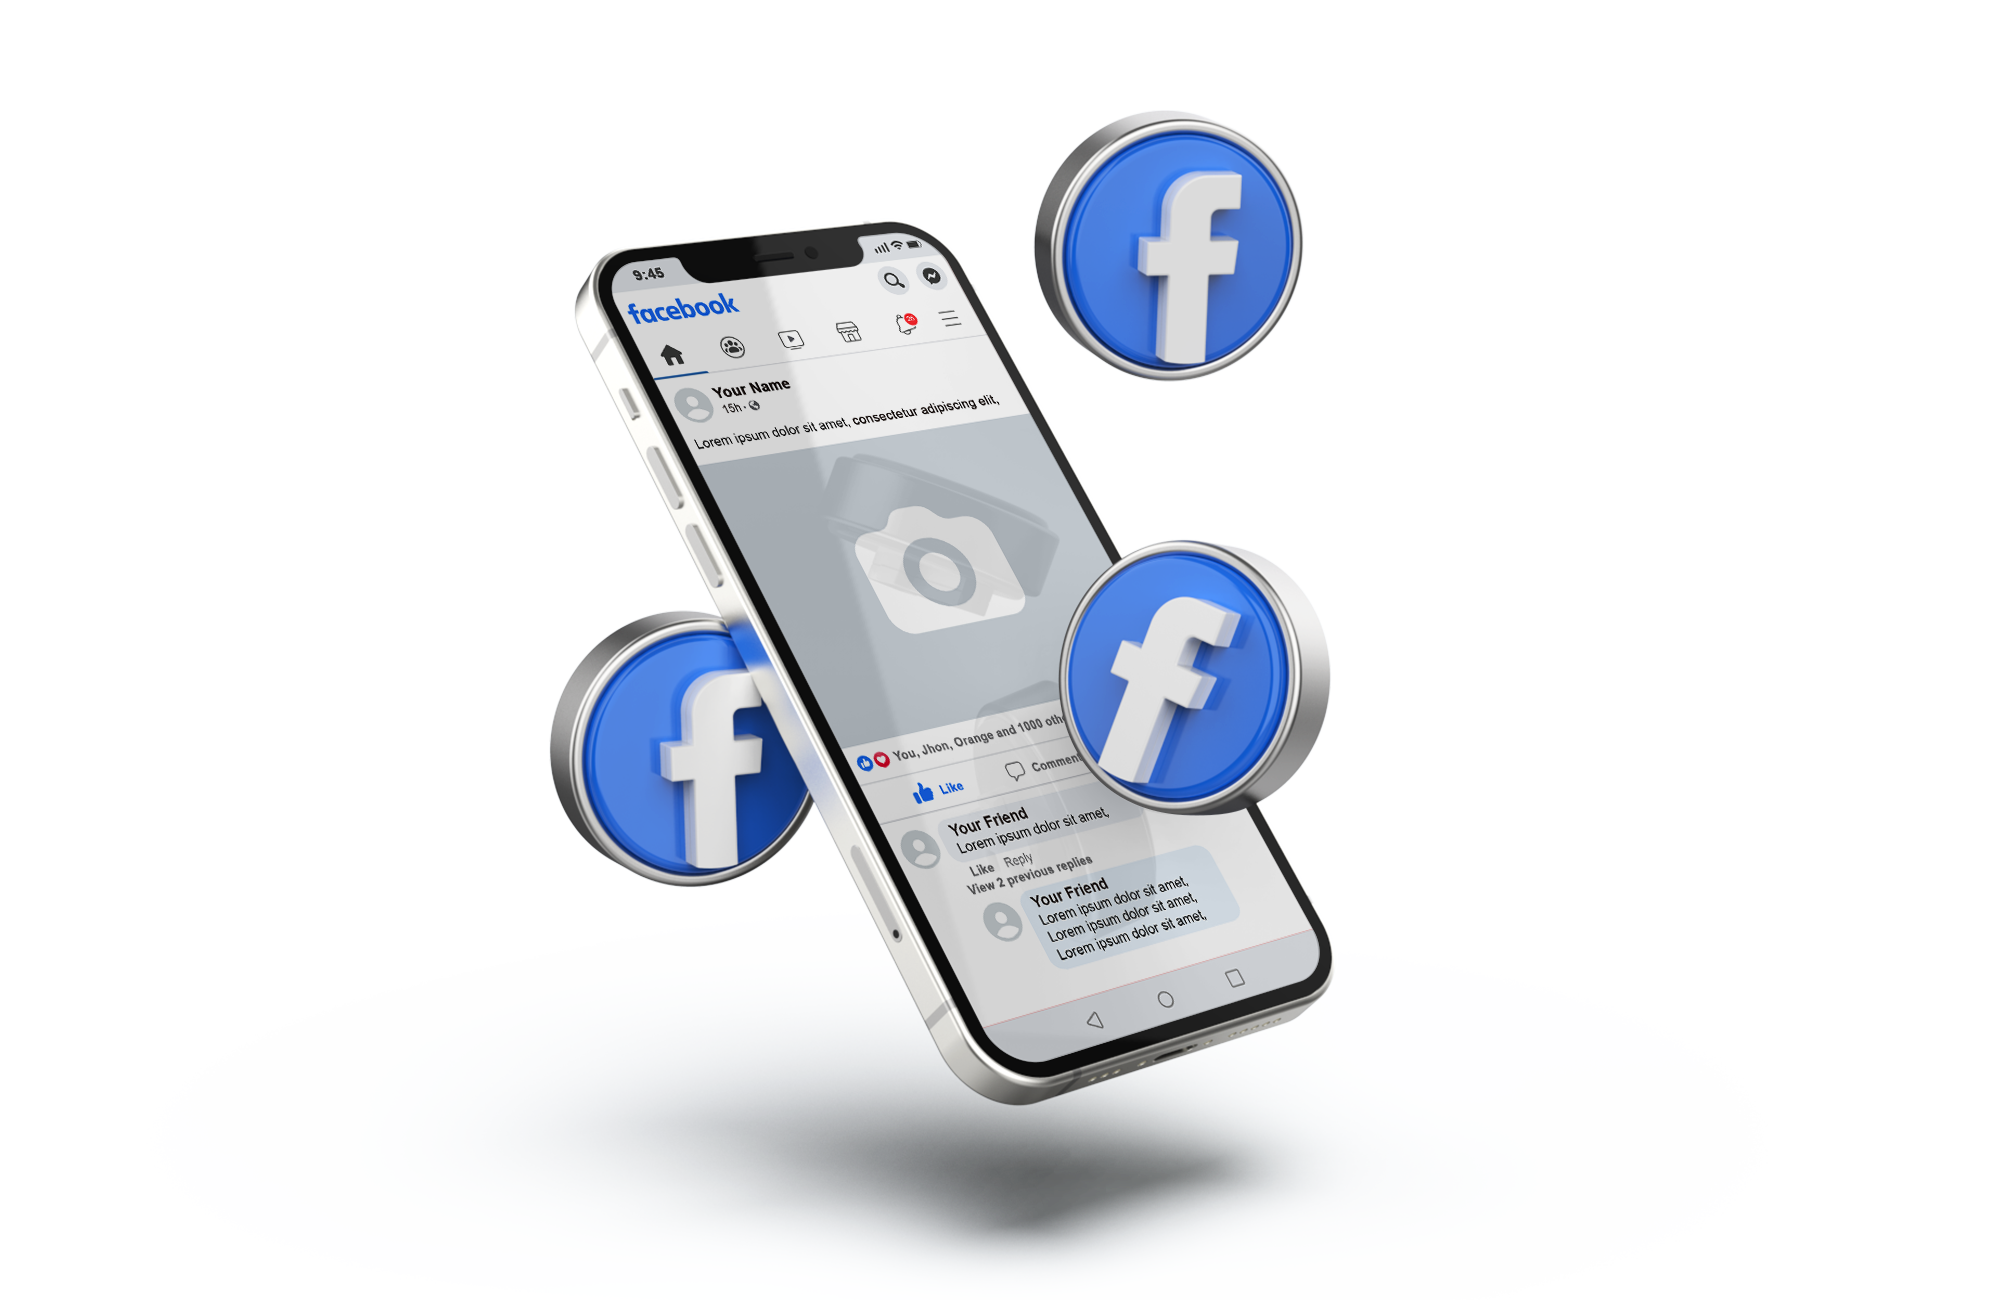 9:45
facebook
Your Name
15h ·
Lorem ipsum dolor sit amet, consectetur adipiscing elit,
You, Jhon, Orange and 1000
Like
Comment
Your Friend
Lorem ipsum dolor sit amet,
Like Reply
View 2 previous replies
Your Friend
Lorem ipsum dolor sit amet,
Lorem ipsum dolor sit amet,
Lorem ipsum dolor sit amet,
f
f
f